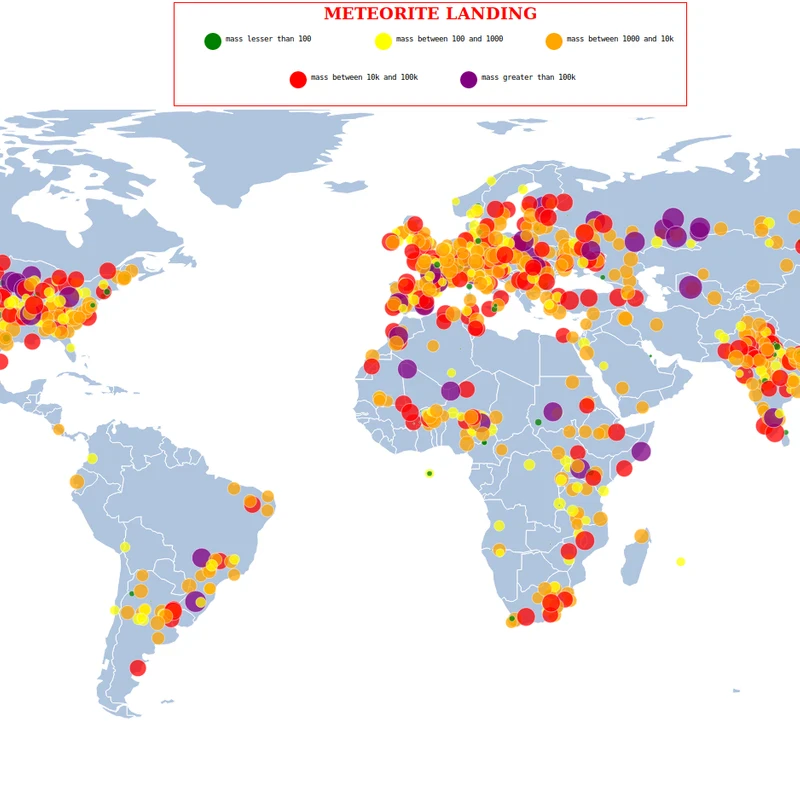 METEORITE LANDING
mass lesser than 100
mass between 100 and 1000
mass between 1000 and 10k
mass between 10k and 100k
mass greater than 100k